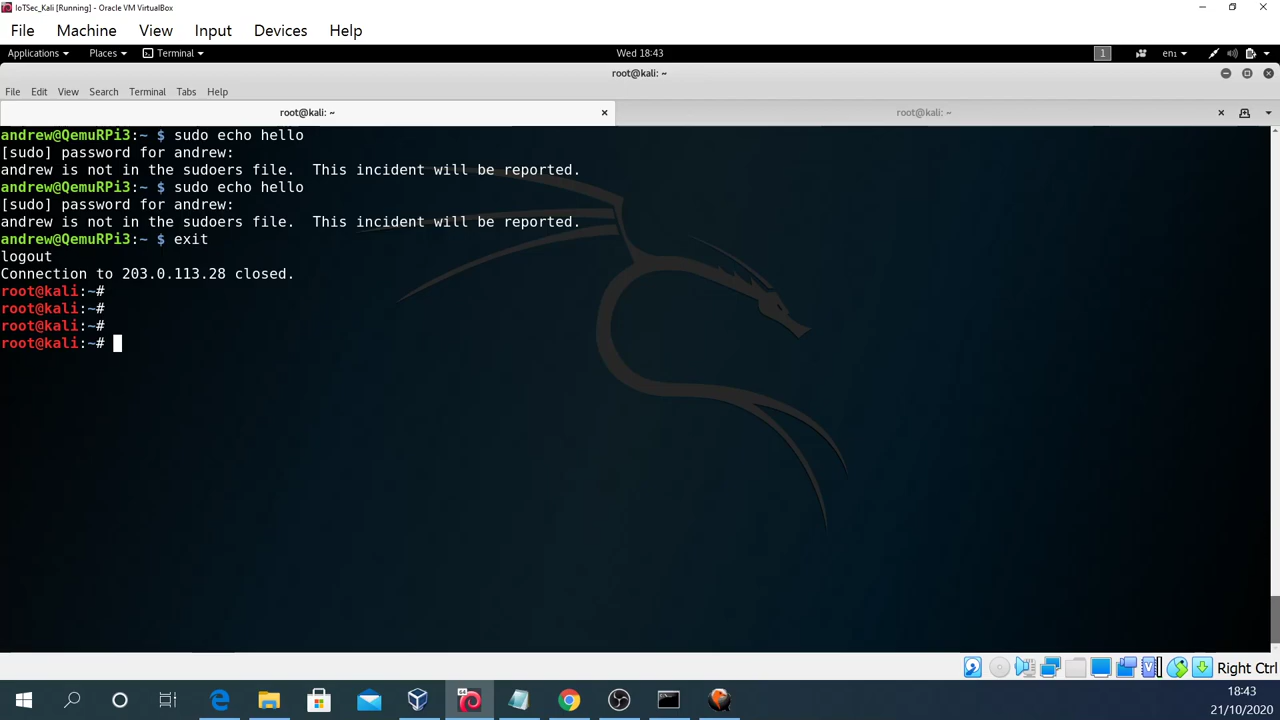 IoTSec_Kali [Running] - Oracle VM VirtualBox
File Machine View Input Devices Help
Applications Places Terminal Wed 18:43 1 en1
root@kali: ~
File Edit View Search Terminal Tabs Help
root@kali: ~ root@kali: ~
andrew@QemuRPi3:~ $ sudo echo hello
[sudo] password for andrew:
andrew is not in the sudoers file.  This incident will be reported.
andrew@QemuRPi3:~ $ sudo echo hello
[sudo] password for andrew:
andrew is not in the sudoers file.  This incident will be reported.
andrew@QemuRPi3:~ $ exit
logout
Connection to 203.0.113.28 closed.
root@kali:~#
root@kali:~#
root@kali:~#
root@kali:~#
Right Ctrl
18:43
21/10/2020